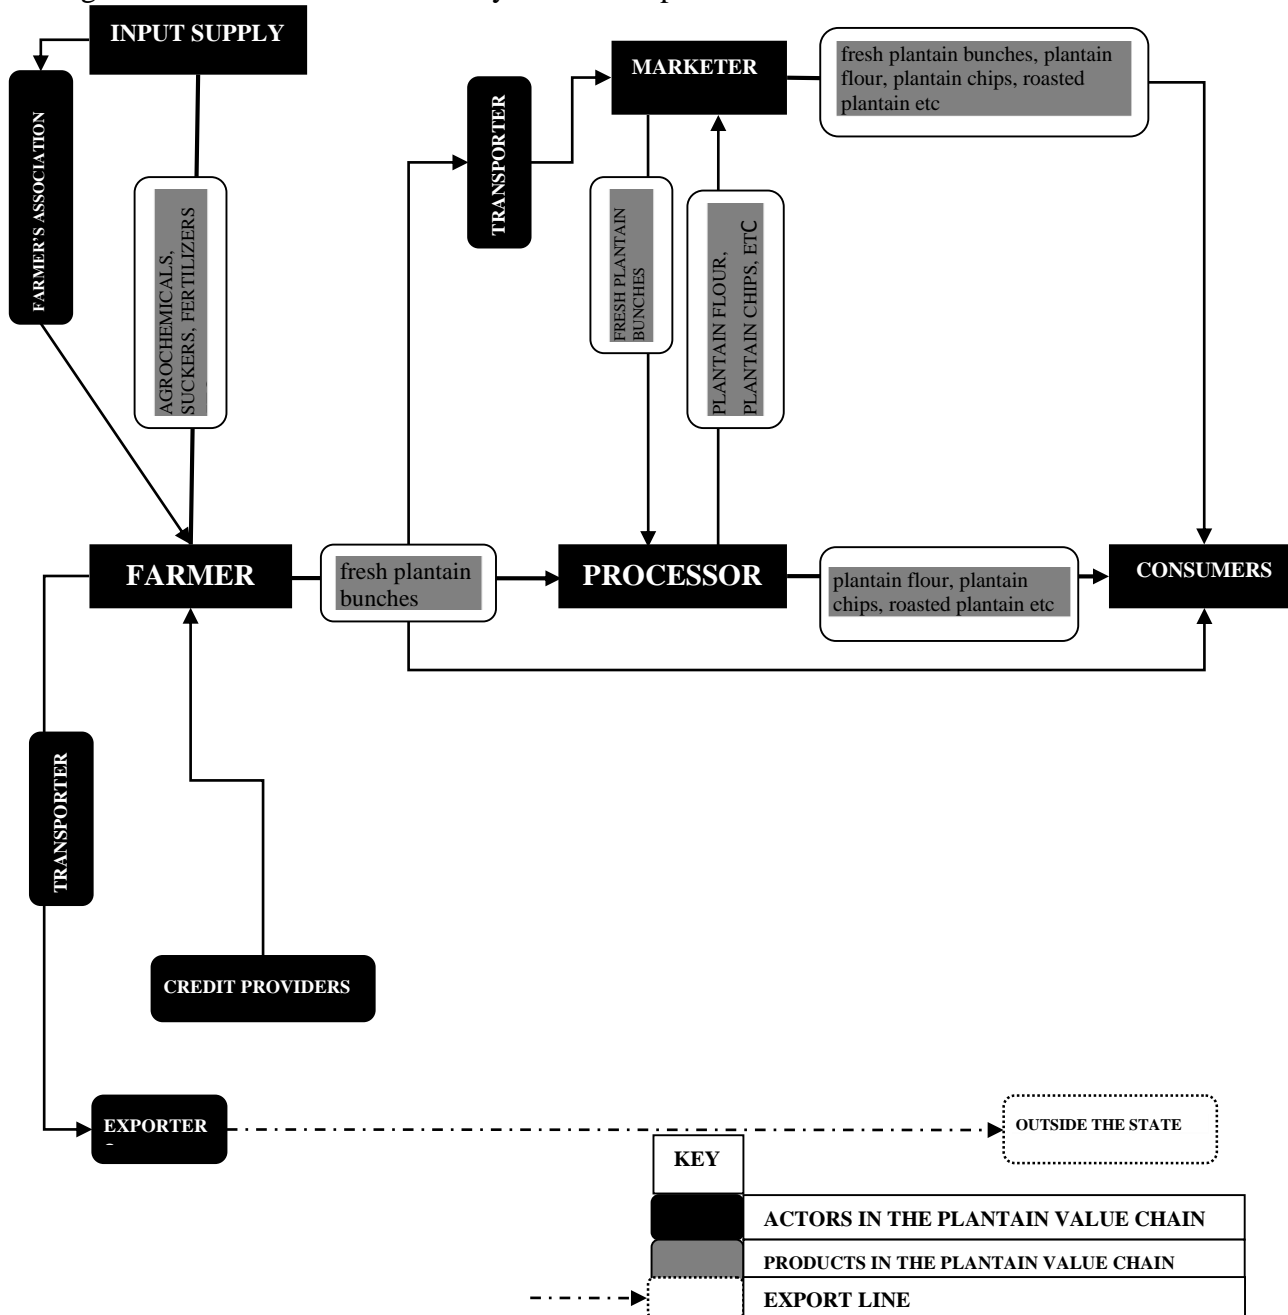 INPUT SUPPLY
FARMER'S ASSOCIATION
AGROCHEMICALS,
SUCKERS, FERTILIZERS
TRANSPORTER
MARKETER
fresh plantain bunches, plantain
flour, plantain chips, roasted
plantain etc
FRESH PLANTAIN
BUNCHES
PLANTAIN FLOUR,
PLANTAIN CHIPS, ETC
FARMER
fresh plantain
bunches
PROCESSOR
plantain flour, plantain
chips, roasted plantain etc
CONSUMERS
TRANSPORTER
CREDIT PROVIDERS
EXPORTER
OUTSIDE THE STATE
KEY
ACTORS IN THE PLANTAIN VALUE CHAIN
PRODUCTS IN THE PLANTAIN VALUE CHAIN
EXPORT LINE